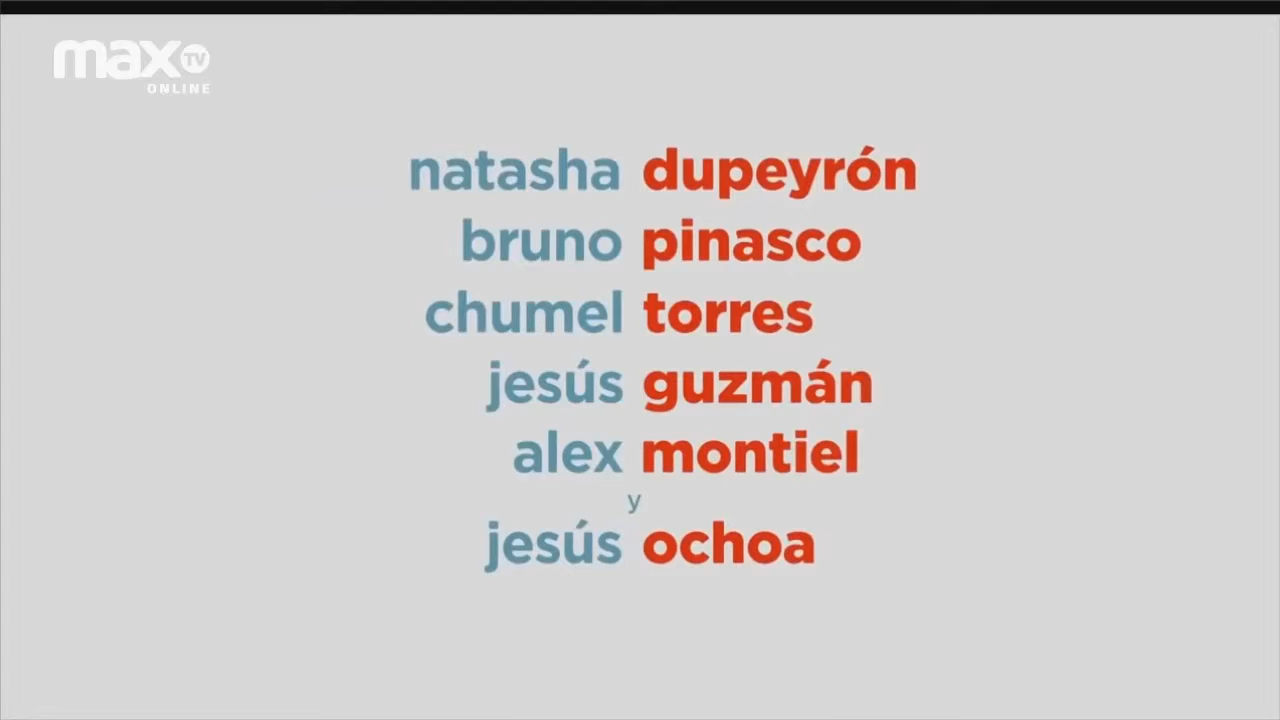 max TV
ONLINE
natasha dupeyrón
bruno pinasco
chumel torres
jesús guzmán
alex montiel
y
jesús ochoa